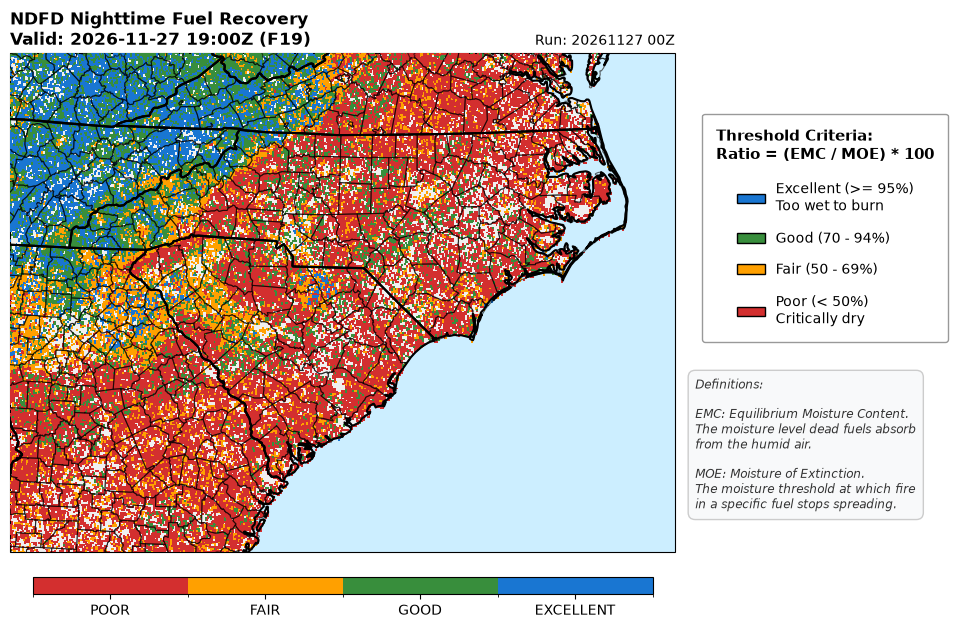 NDFD Nighttime Fuel Recovery
Valid: 2026-11-27 19:00Z (F19)
Run: 20261127 00Z
Threshold Criteria:
Ratio = (EMC / MOE) * 100
Excellent (>= 95%)
Too wet to burn
Good (70 - 94%)
Fair (50 - 69%)
Poor (< 50%)
Critically dry
Definitions:
EMC: Equilibrium Moisture Content.
The moisture level dead fuels absorb
from the humid air.
MOE: Moisture of Extinction.
The moisture threshold at which fire
in a specific fuel stops spreading.
POOR
FAIR
GOOD
EXCELLENT